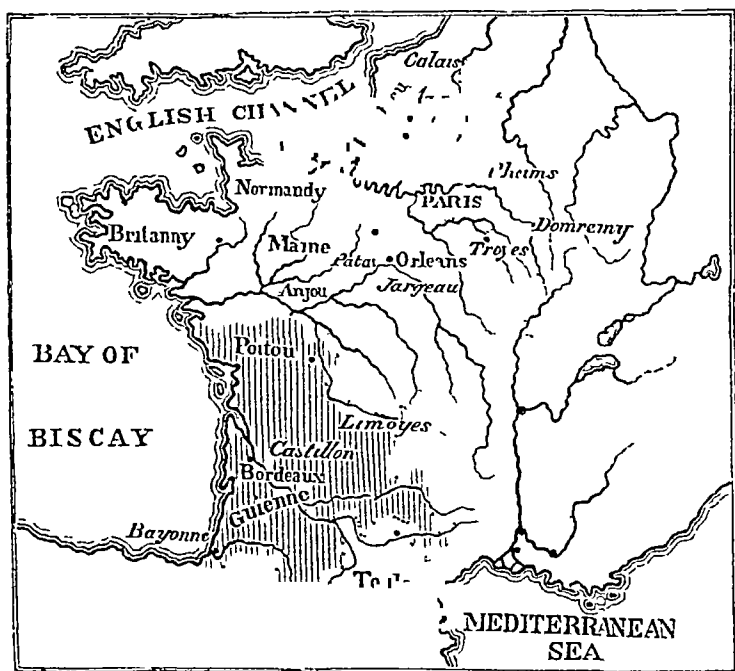 Calais
ENGLISH CHANNEL
Normandy
PARIS
Domremy
Britanny
Maine
Orleans
Troyes
Anjou
Jargeau
BAY OF
BISCAY
Poitou
Limoges
Castillon
Bordeaux
Guienne
Bayonne
MEDITERRANEAN
SEA